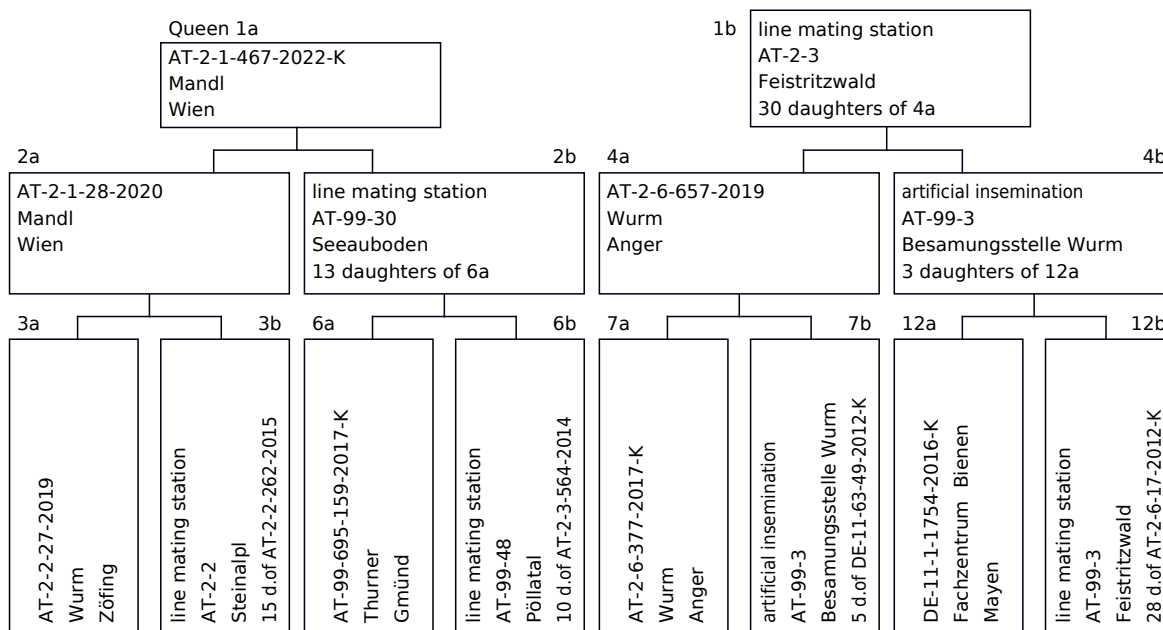 Queen 1a
AT-2-1-467-2022-K
Mandl
Wien
1b
line mating station
AT-2-3
Feistritzwald
30 daughters of 4a
2a
AT-2-1-28-2020
Mandl
Wien
2b
line mating station
AT-99-30
Seeauboden
13 daughters of 6a
4a
AT-2-6-657-2019
Wurm
Anger
4b
artificial insemination
AT-99-3
Besamungsstelle Wurm
3 daughters of 12a
3a
AT-2-2-27-2019
Wurm
Zöfing
3b
line mating station
AT-2-2
Steinalpl
15 d.of AT-2-2-262-2015
6a
AT-99-695-159-2017-K
Thurner
Gmünd
6b
line mating station
AT-99-48
Pöllatal
10 d.of AT-2-3-564-2014
7a
AT-2-6-377-2017-K
Wurm
Anger
7b
artificial insemination
AT-99-3
Besamungsstelle Wurm
5 d.of DE-11-63-49-2012-K
12a
DE-11-1-1754-2016-K
Fachzentrum Bienen
Mayen
12b
line mating station
AT-99-3
Feistritzwald
28 d.of AT-2-6-17-2012-K